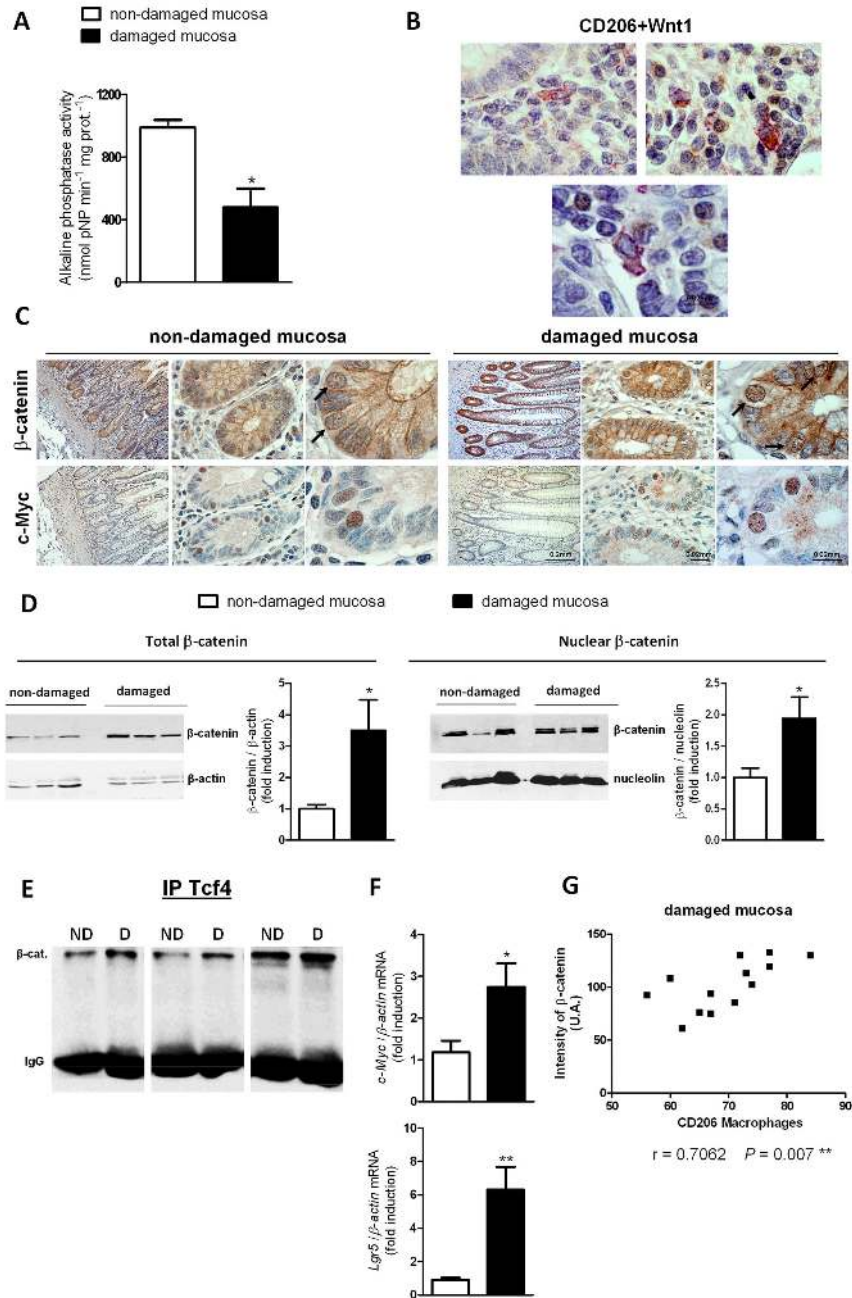 A
non-damaged mucosa
damaged mucosa
Alkaline phosphatase activity
(nmol pNP min⁻¹ mg prot.⁻¹)
1200
800
400
0
*
B
CD206+Wnt1
C
non-damaged mucosa
damaged mucosa
β-catenin
c-Myc
0.2mm
0.02mm
D
non-damaged mucosa
damaged mucosa
Total β-catenin
non-damaged
damaged
β-catenin
β-actin
β-catenin / β-actin
(fold induction)
5
4
3
2
1
0
*
Nuclear β-catenin
non-damaged
damaged
β-catenin
nucleolin
β-catenin / nucleolin
(fold induction)
2.5
2.0
1.5
1.0
0.5
0.0
*
E
IP Tcf4
ND D ND D ND D
β-cat.
IgG
F
c-Myc / β-actin mRNA
(fold induction)
4
3
2
1
0
*
Lgr5 / β-actin mRNA
(fold induction)
10
8
6
4
2
0
**
G
damaged mucosa
Intensity of β-catenin
(U.A.)
150
100
50
0
50 60 70 80 90
CD206 Macrophages
r = 0.7062 P = 0.007 **